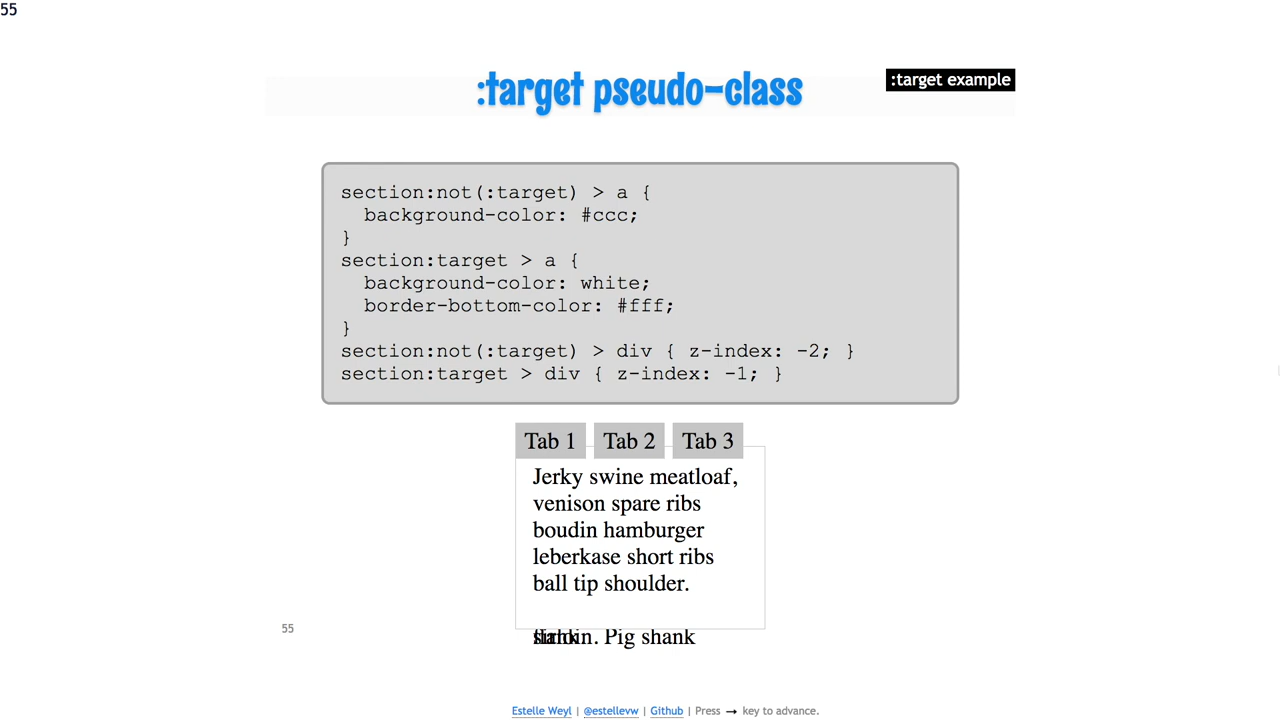 55
:target pseudo-class
:target example
section:not(:target) > a {
  background-color: #ccc;
}
section:target > a {
  background-color: white;
  border-bottom-color: #fff;
}
section:not(:target) > div { z-index: -2; }
section:target > div { z-index: -1; }
Tab 1 Tab 2 Tab 3
Jerky swine meatloaf,
venison spare ribs
boudin hamburger
leberkase short ribs
ball tip shoulder.
Pig shank
55
Estelle Weyl | @estellevw | Github | Press → key to advance.